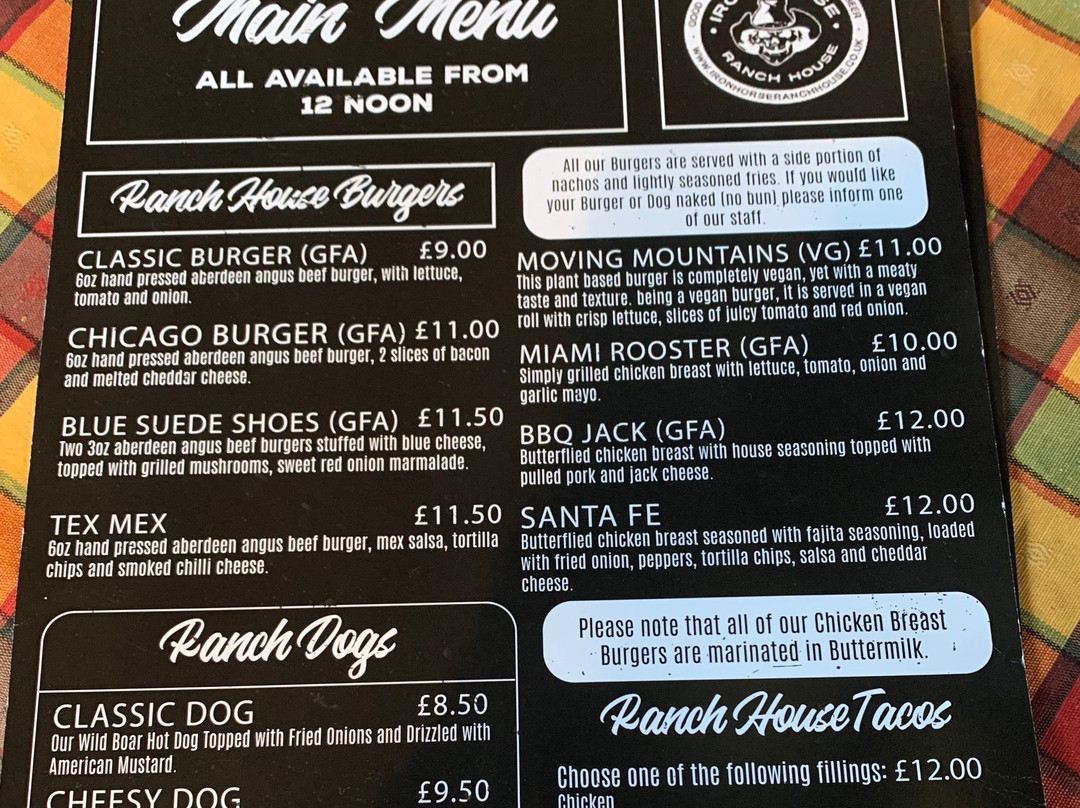 Main Menu
ALL AVAILABLE FROM
12 NOON
RANCH HOUSE
WWW.IRONHORSERANCHHOUSE.CO.UK
Ranch House Burgers
CLASSIC BURGER (GFA) £9.00
6oz hand pressed aberdeen angus beef burger, with lettuce,
tomato and onion.
CHICAGO BURGER (GFA) £11.00
6oz hand pressed aberdeen angus beef burger, 2 slices of bacon
and melted cheddar cheese.
BLUE SUEDE SHOES (GFA) £11.50
Two 3oz aberdeen angus beef burgers stuffed with blue cheese,
topped with grilled mushrooms, sweet red onion marmalade.
TEX MEX £11.50
6oz hand pressed aberdeen angus beef burger, mex salsa, tortilla
chips and smoked chilli cheese.
Ranch Dogs
CLASSIC DOG £8.50
Our Wild Boar Hot Dog Topped with Fried Onions and Drizzled with
American Mustard.
CHEESY DOG £9.50
All our Burgers are served with a side portion of
nachos and lightly seasoned fries. If you would like
your Burger or Dog naked (no bun) please inform one
of our staff.
MOVING MOUNTAINS (VG) £11.00
This plant based burger is completely vegan, yet with a meaty
taste and texture. being a vegan burger, it is served in a vegan
roll with crisp lettuce, slices of juicy tomato and red onion.
MIAMI ROOSTER (GFA) £10.00
Simply grilled chicken breast with lettuce, tomato, onion and
garlic mayo.
BBQ JACK (GFA) £12.00
Butterflied chicken breast with house seasoning topped with
pulled pork and jack cheese.
SANTA FE £12.00
Butterflied chicken breast seasoned with fajita seasoning, loaded
with fried onion, peppers, tortilla chips, salsa and cheddar
cheese.
Please note that all of our Chicken Breast
Burgers are marinated in Buttermilk.
Ranch House Tacos
Choose one of the following fillings: £12.00
Chicken